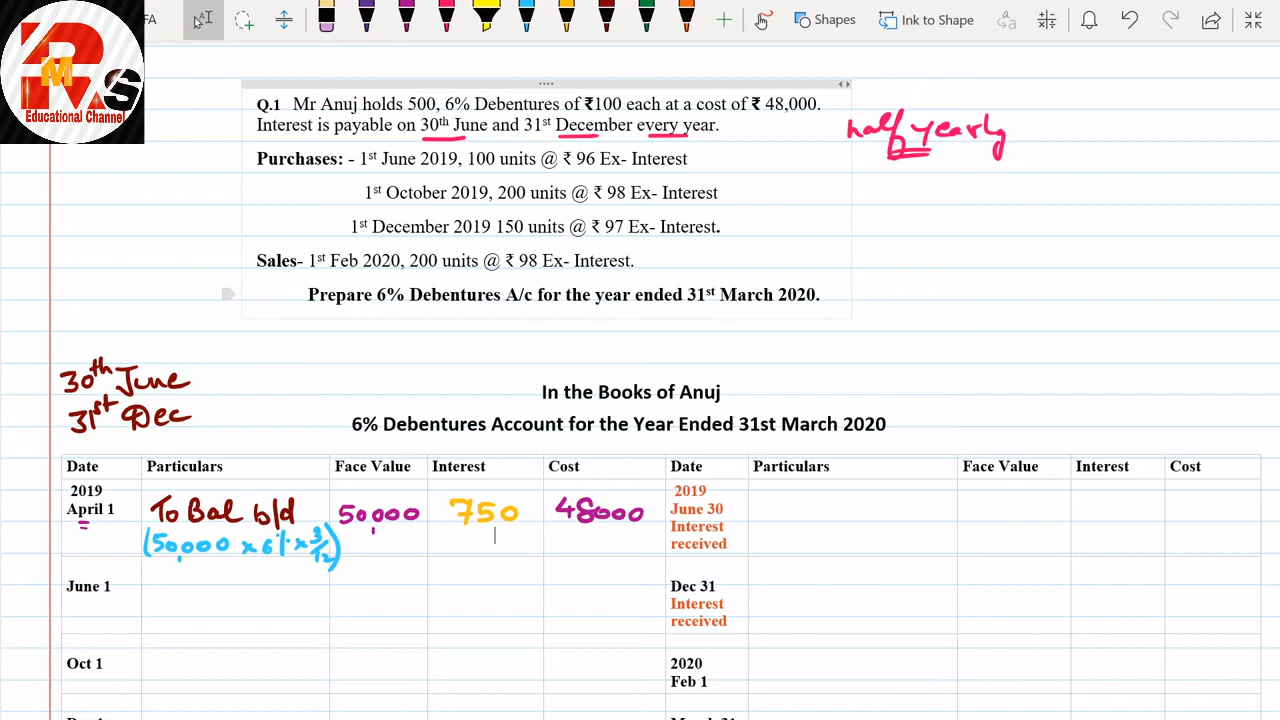 FA
Shapes
Ink to Shape
RMS
Educational Channel
Q.1 Mr Anuj holds 500, 6% Debentures of ₹100 each at a cost of ₹ 48,000.
Interest is payable on 30th June and 31st December every year.
half yearly
Purchases: - 1st June 2019, 100 units @ ₹ 96 Ex- Interest
1st October 2019, 200 units @ ₹ 98 Ex- Interest
1st December 2019 150 units @ ₹ 97 Ex- Interest.
Sales- 1st Feb 2020, 200 units @ ₹ 98 Ex- Interest.
Prepare 6% Debentures A/c for the year ended 31st March 2020.
30th June
31st Dec
In the Books of Anuj
6% Debentures Account for the Year Ended 31st March 2020
Date Particulars Face Value Interest Cost Date Particulars Face Value Interest Cost
2019 2019
April 1 To Bal b/d 50,000 750 48000 June 30
Interest
(50,000 x 6% x 3/12) received
June 1 Dec 31
Interest
received
Oct 1 2020
Feb 1